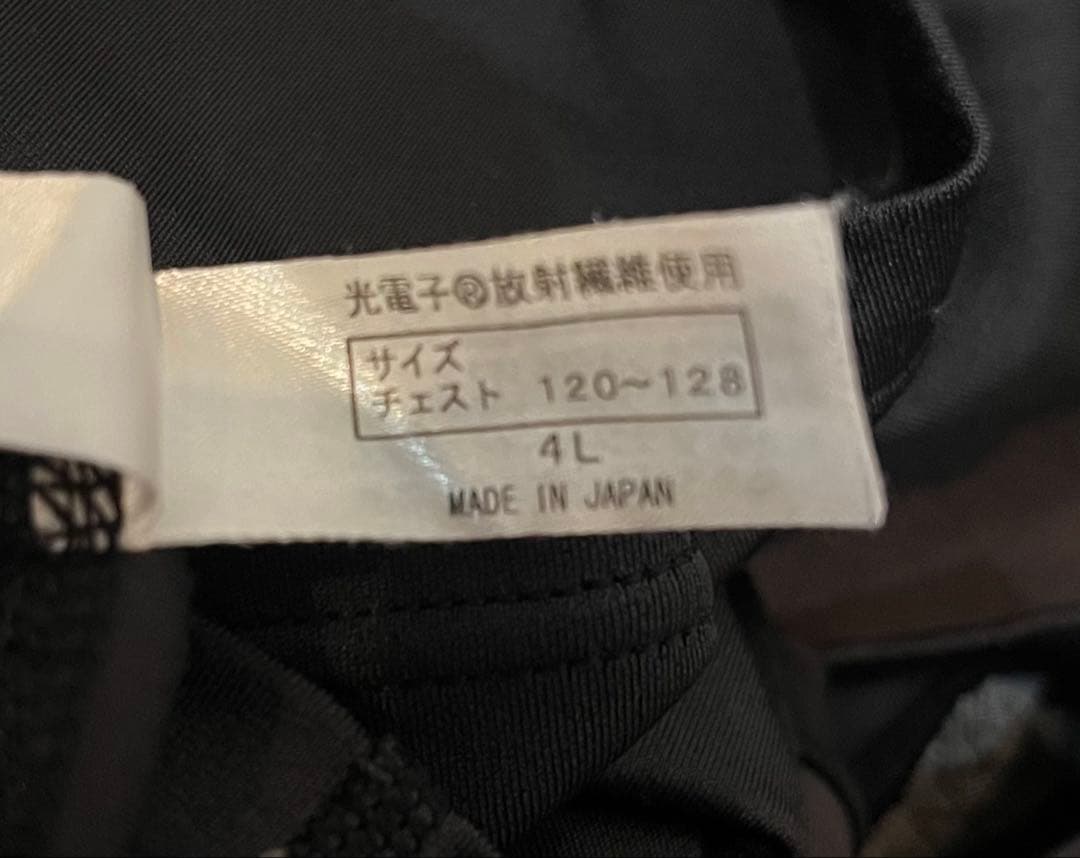 光電子®放射繊維使用
サイズ
チェスト 120～128
4L
MADE IN JAPAN